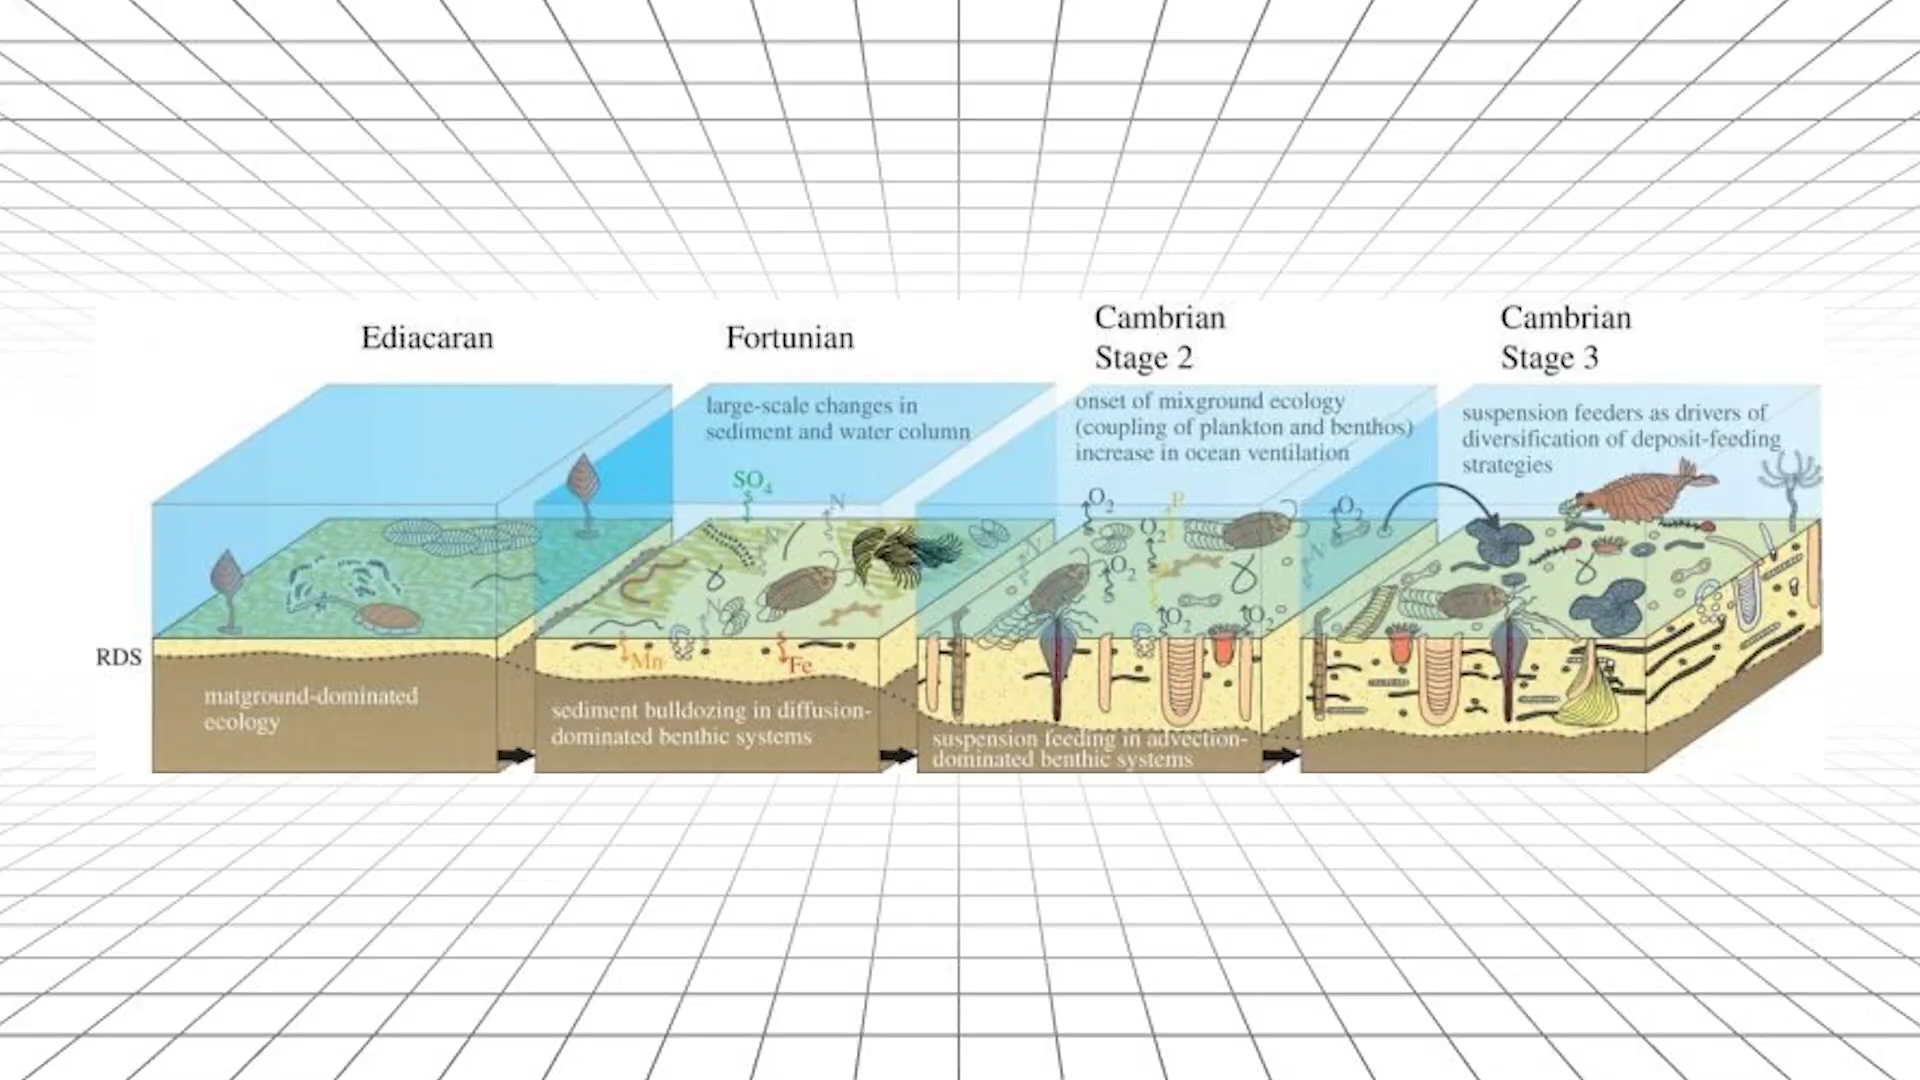 Ediacaran
Fortunian
Cambrian
Stage 2
Cambrian
Stage 3
large-scale changes in
sediment and water column
onset of mixground ecology
(coupling of plankton and benthos)
increase in ocean ventilation
suspension feeders as drivers of
diversification of deposit-feeding
strategies
SO4
N
N
O2
P
O2
O2
O2
O2
O2
RDS
Mn
Fe
matground-dominated
ecology
sediment bulldozing in diffusion-
dominated benthic systems
suspension feeding in advection-
dominated benthic systems